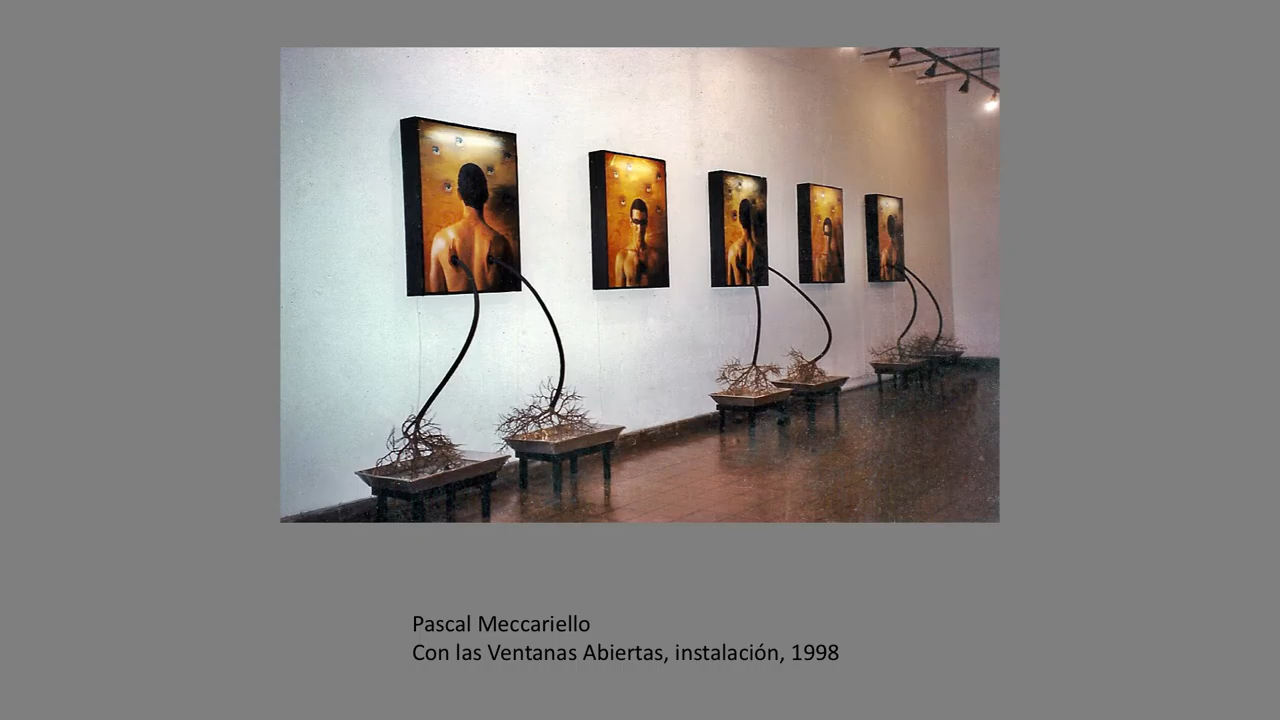 Pascal Meccariello
Con las Ventanas Abiertas, instalación, 1998